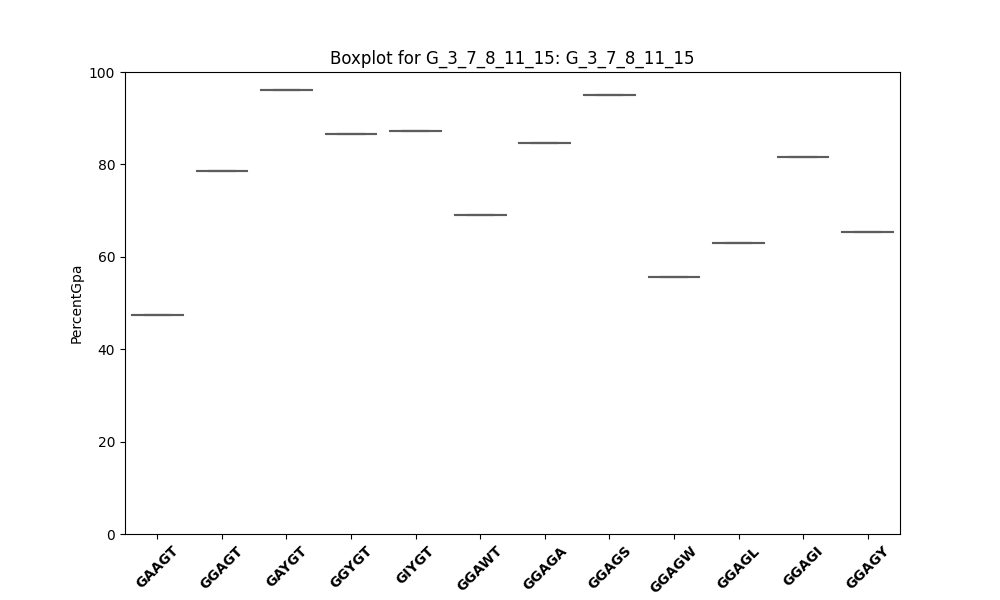 Boxplot for G_3_7_8_11_15: G_3_7_8_11_15
100
80
60
40
20
0
PercentGpa
GAAGT
GGAGT
GAYGT
GGYGT
GIYGT
GGAWT
GGAGA
GGAGS
GGAGW
GGAGL
GGAGI
GGAGY